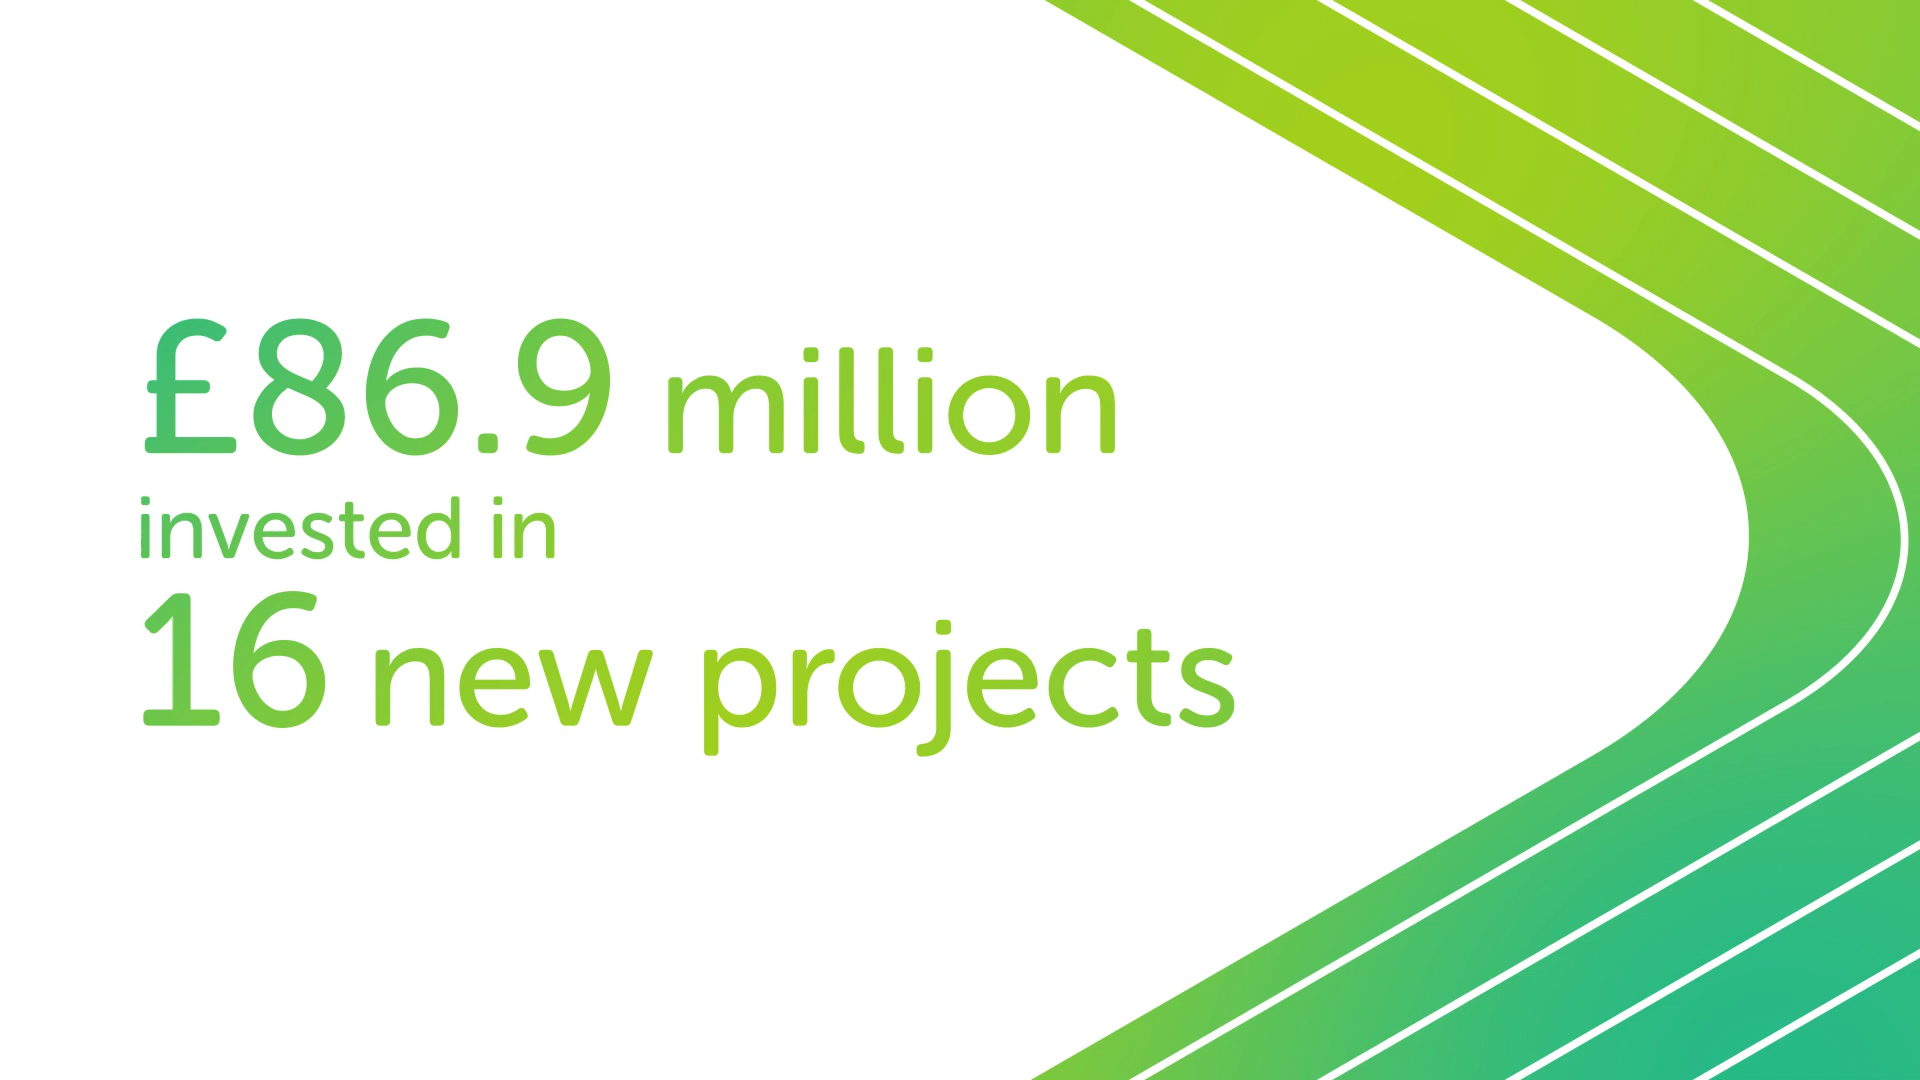 £86.9 million
invested in
16 new projects